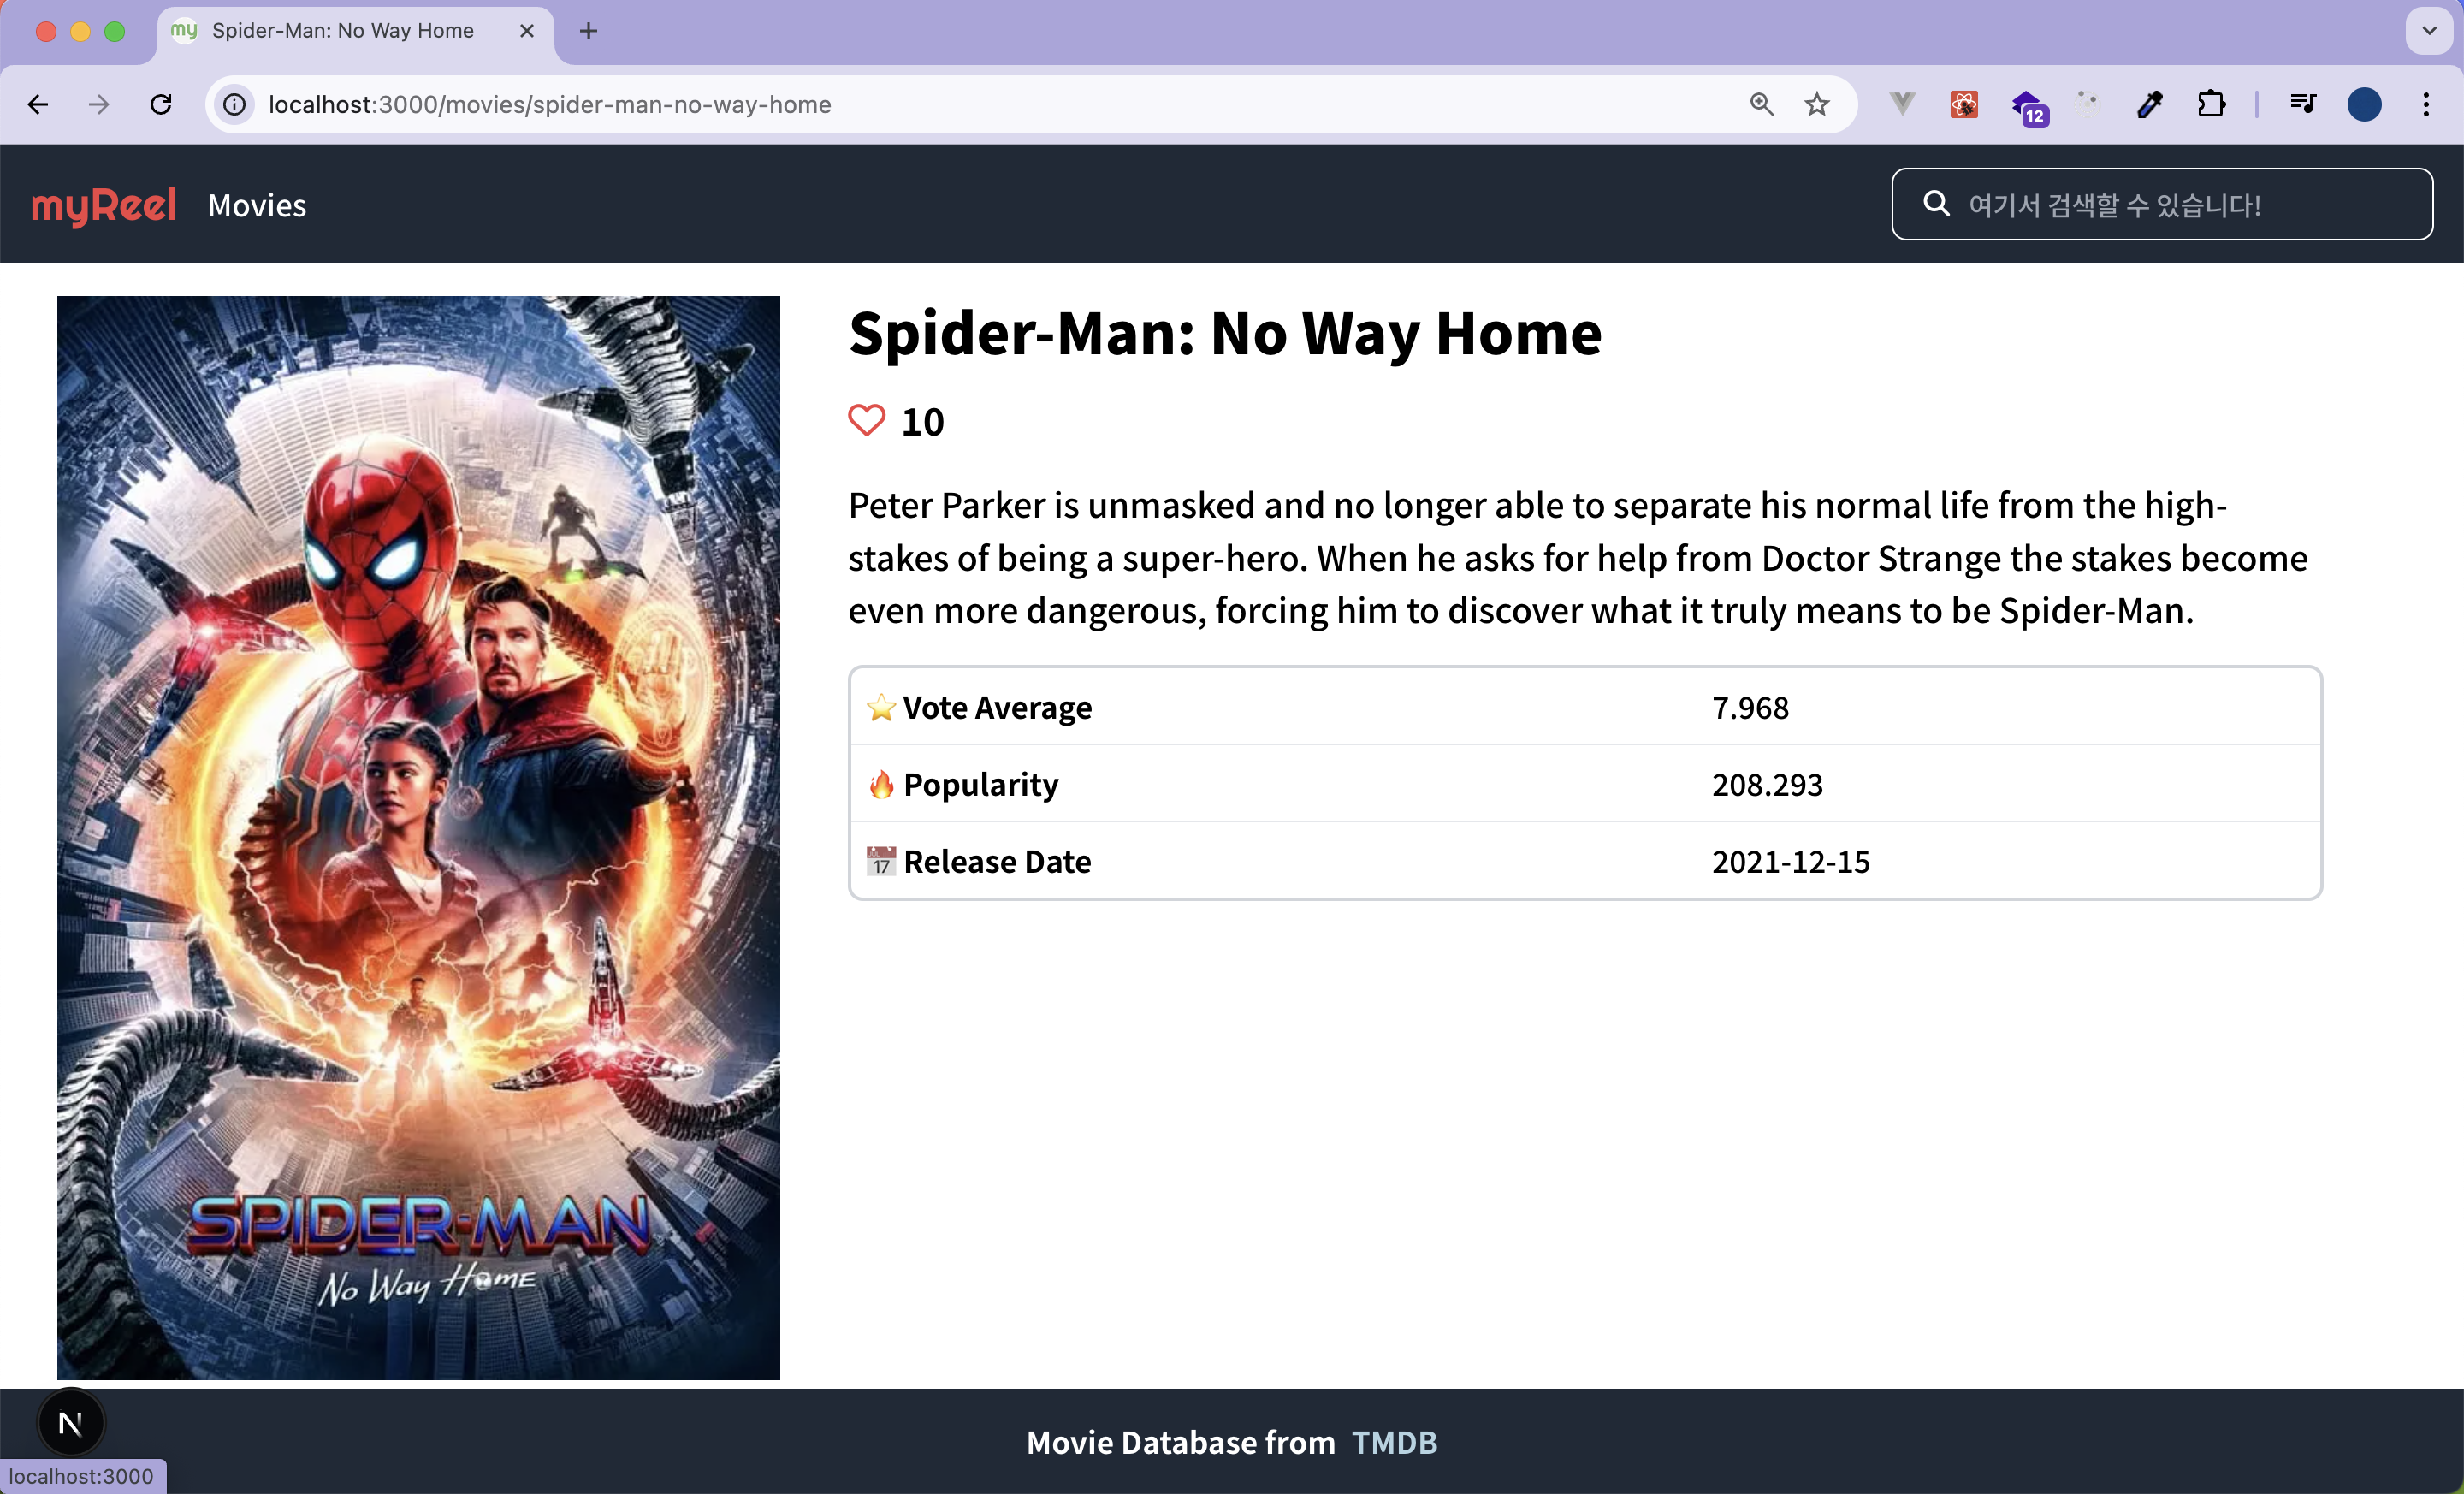 my Spider-Man: No Way Home
localhost:3000/movies/spider-man-no-way-home
12
myReel Movies 여기서 검색할 수 있습니다!
Spider-Man: No Way Home
10
Peter Parker is unmasked and no longer able to separate his normal life from the high-
stakes of being a super-hero. When he asks for help from Doctor Strange the stakes become
even more dangerous, forcing him to discover what it truly means to be Spider-Man.
⭐ Vote Average 7.968
🔥 Popularity 208.293
📅 Release Date 2021-12-15
SPIDER-MAN
No Way Home
N
Movie Database from TMDB
localhost:3000